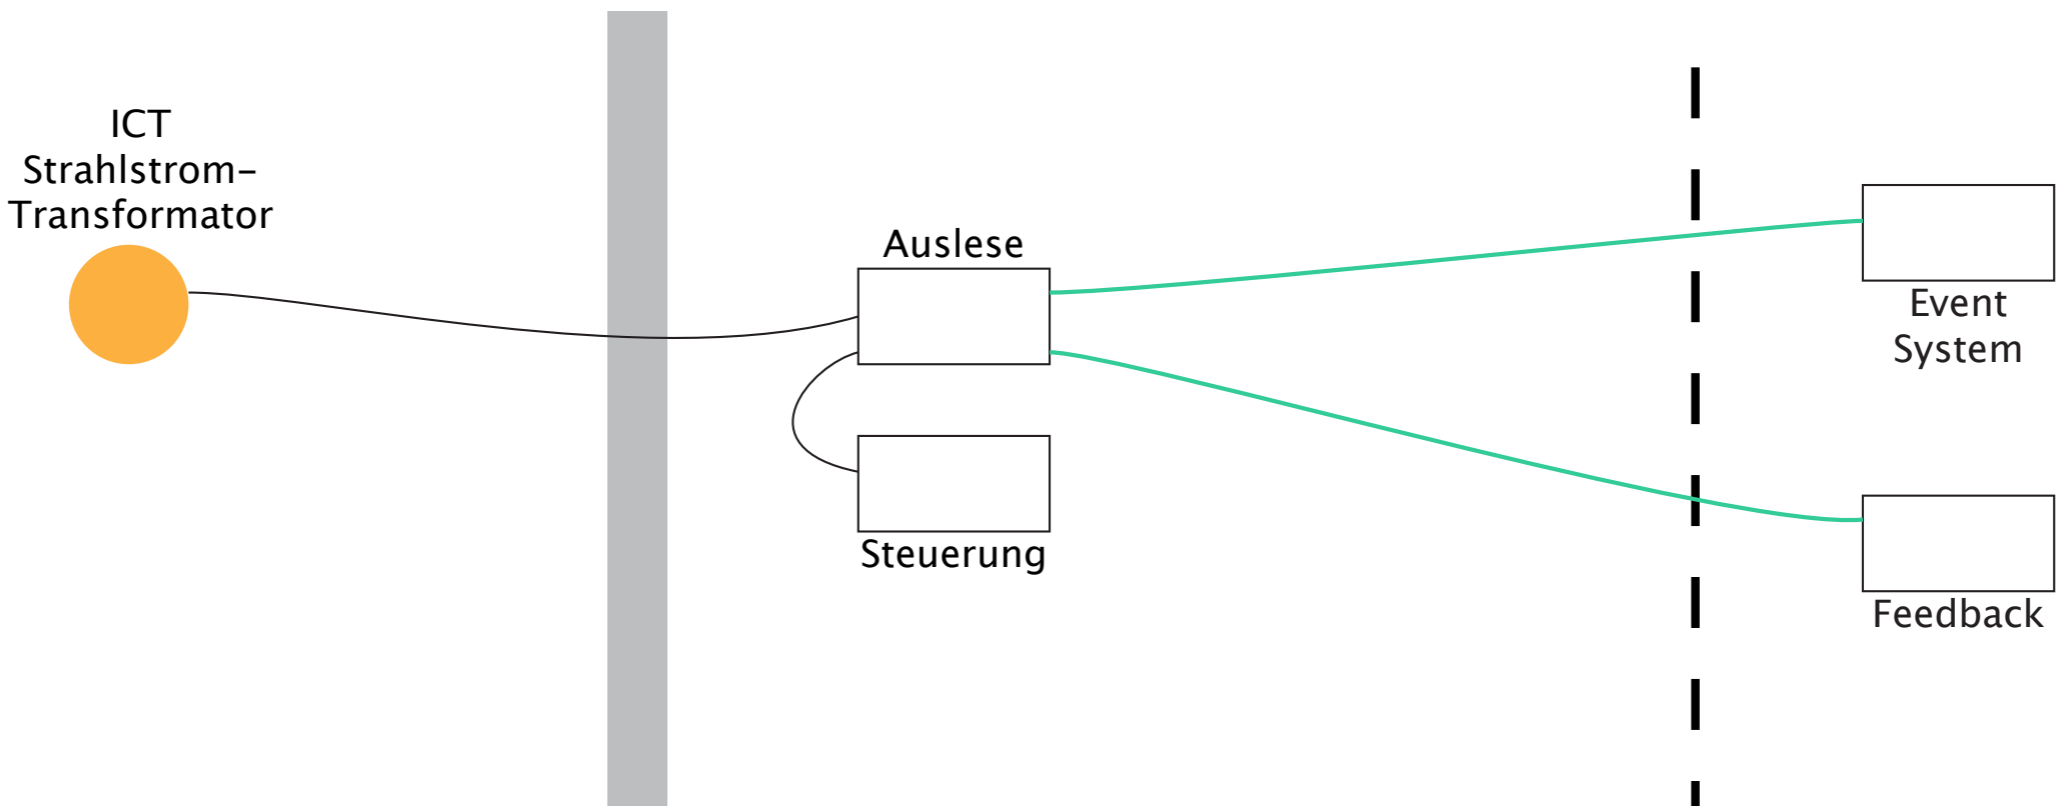 ICT
Strahlstrom-
Transformator
Auslese
Steuerung
Event
System
Feedback